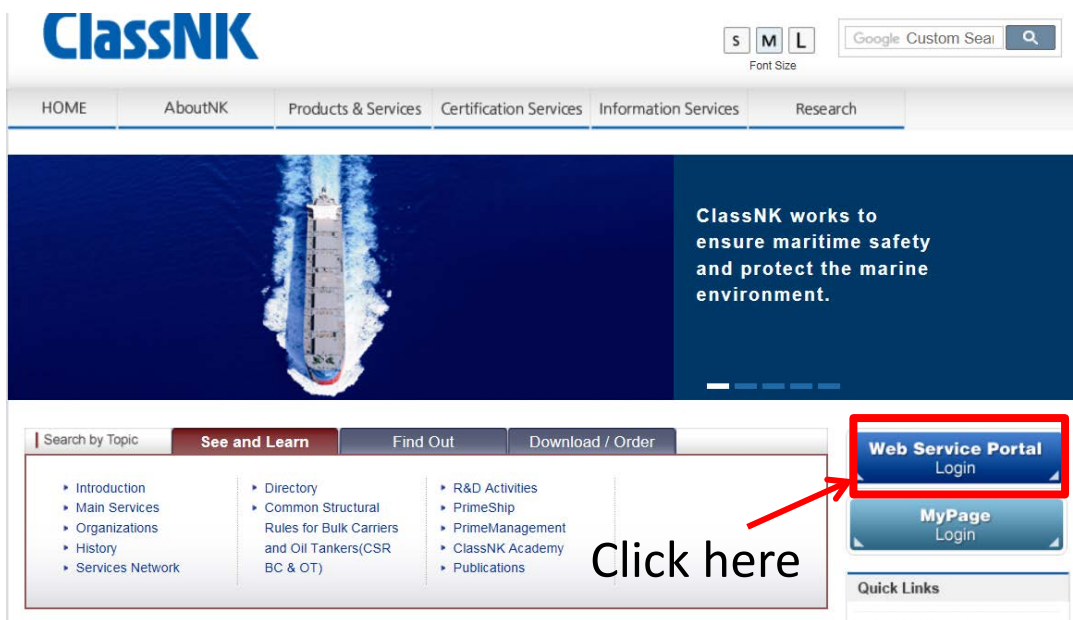 ClassNK
S M L
Font Size
Google Custom Sear
HOME AboutNK Products & Services Certification Services Information Services Research
ClassNK works to
ensure maritime safety
and protect the marine
environment.
Search by Topic See and Learn Find Out Download / Order
Introduction
Main Services
Organizations
History
Services Network
Directory
Common Structural
Rules for Bulk Carriers
and Oil Tankers(CSR
BC & OT)
R&D Activities
PrimeShip
PrimeManagement
ClassNK Academy
Publications
Web Service Portal
Login
MyPage
Login
Click here
Quick Links